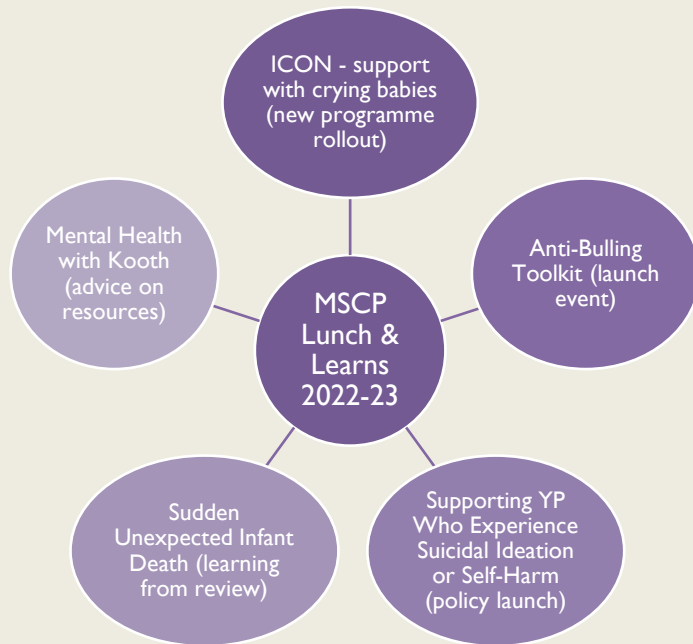 ICON - support
with crying babies
(new programme
rollout)
Mental Health
with Kooth
(advice on
resources)
Anti-Bulling
Toolkit (launch
event)
MSCP
Lunch &
Learns
2022-23
Sudden
Unexpected Infant
Death (learning
from review)
Supporting YP
Who Experience
Suicidal Ideation
or Self-Harm
(policy launch)